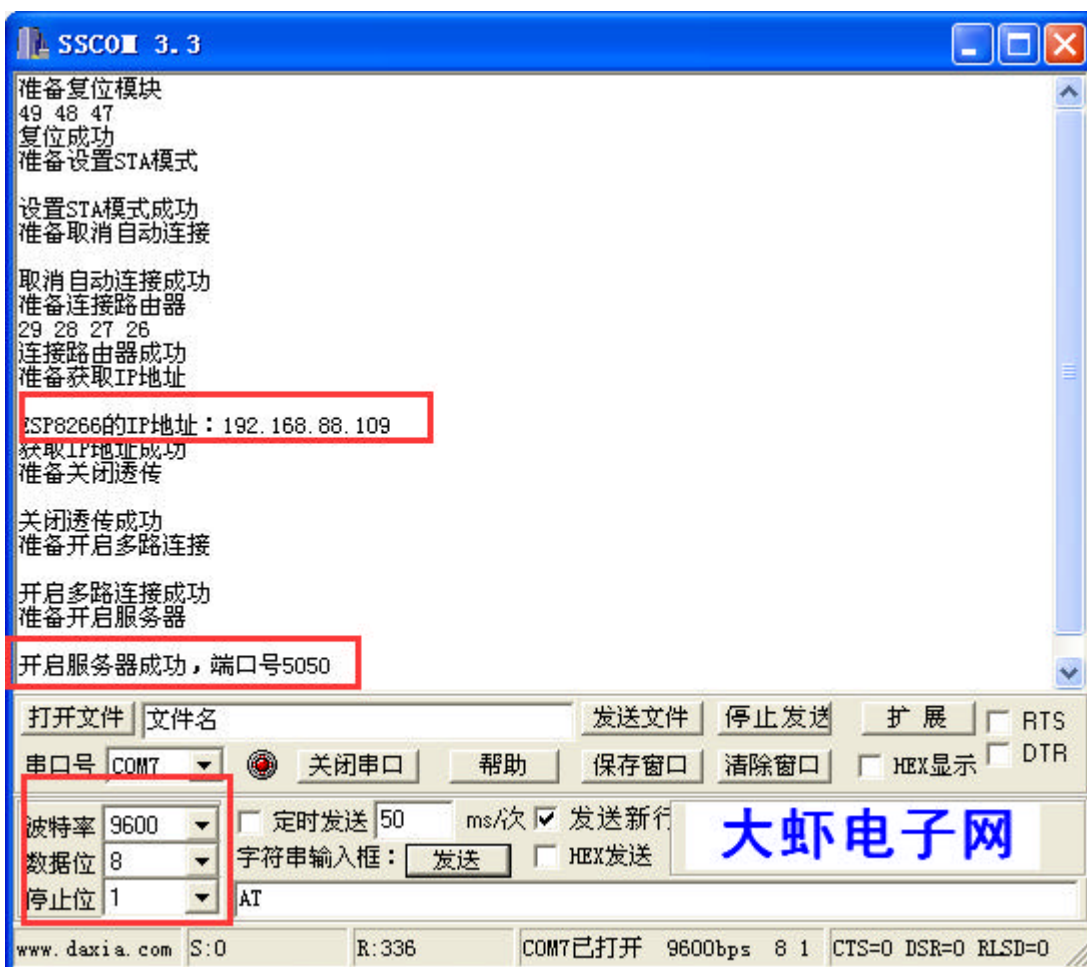 SSCOM 3.3
准备复位模块
49 48 47
复位成功
准备设置STA模式
设置STA模式成功
准备取消自动连接
取消自动连接成功
准备连接路由器
29 28 27 26
连接路由器成功
准备获取IP地址
ESP8266的IP地址：192.168.88.109
获取IP地址成功
准备关闭透传
关闭透传成功
准备开启多路连接
开启多路连接成功
准备开启服务器
开启服务器成功，端口号5050
打开文件 文件名 发送文件 停止发送 扩展 RTS
串口号 COM7 关闭串口 帮助 保存窗口 清除窗口 HEX显示 DTR
波特率 9600 定时发送 50 ms/次 发送新行 大虾电子网
数据位 8 字符串输入框： 发送 HEX发送
停止位 1 AT
www.daxia.com S:0 R:336 COM7已打开 9600bps 8 1 CTS=0 DSR=0 RLSD=0